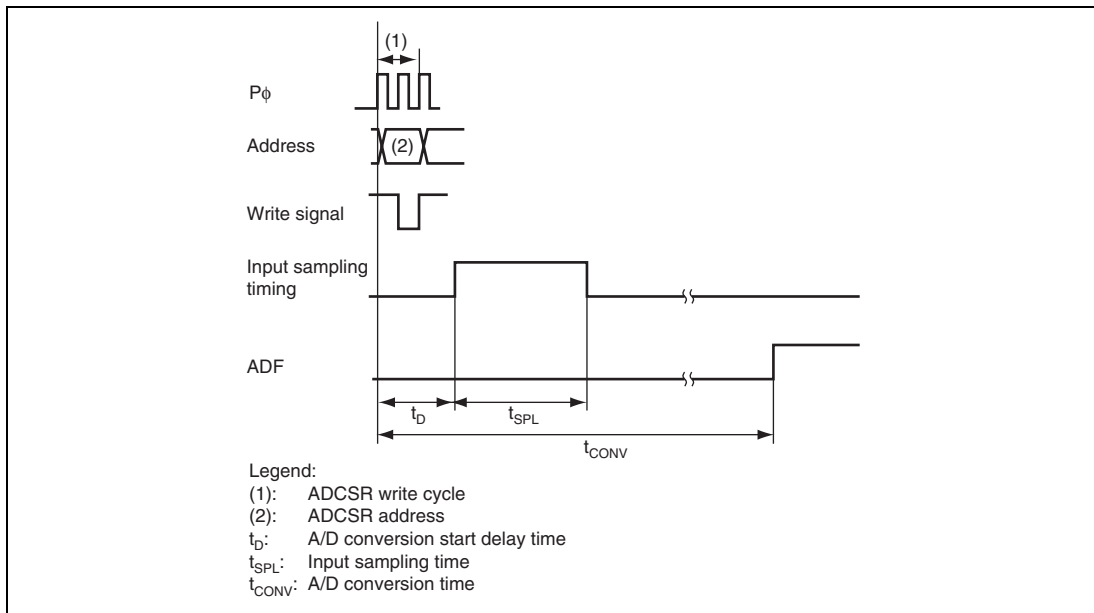 (1)
Pϕ
Address
(2)
Write signal
Input sampling
timing
ADF
tD
tSPL
tCONV
Legend:
(1): ADCSR write cycle
(2): ADCSR address
tD: A/D conversion start delay time
tSPL: Input sampling time
tCONV: A/D conversion time